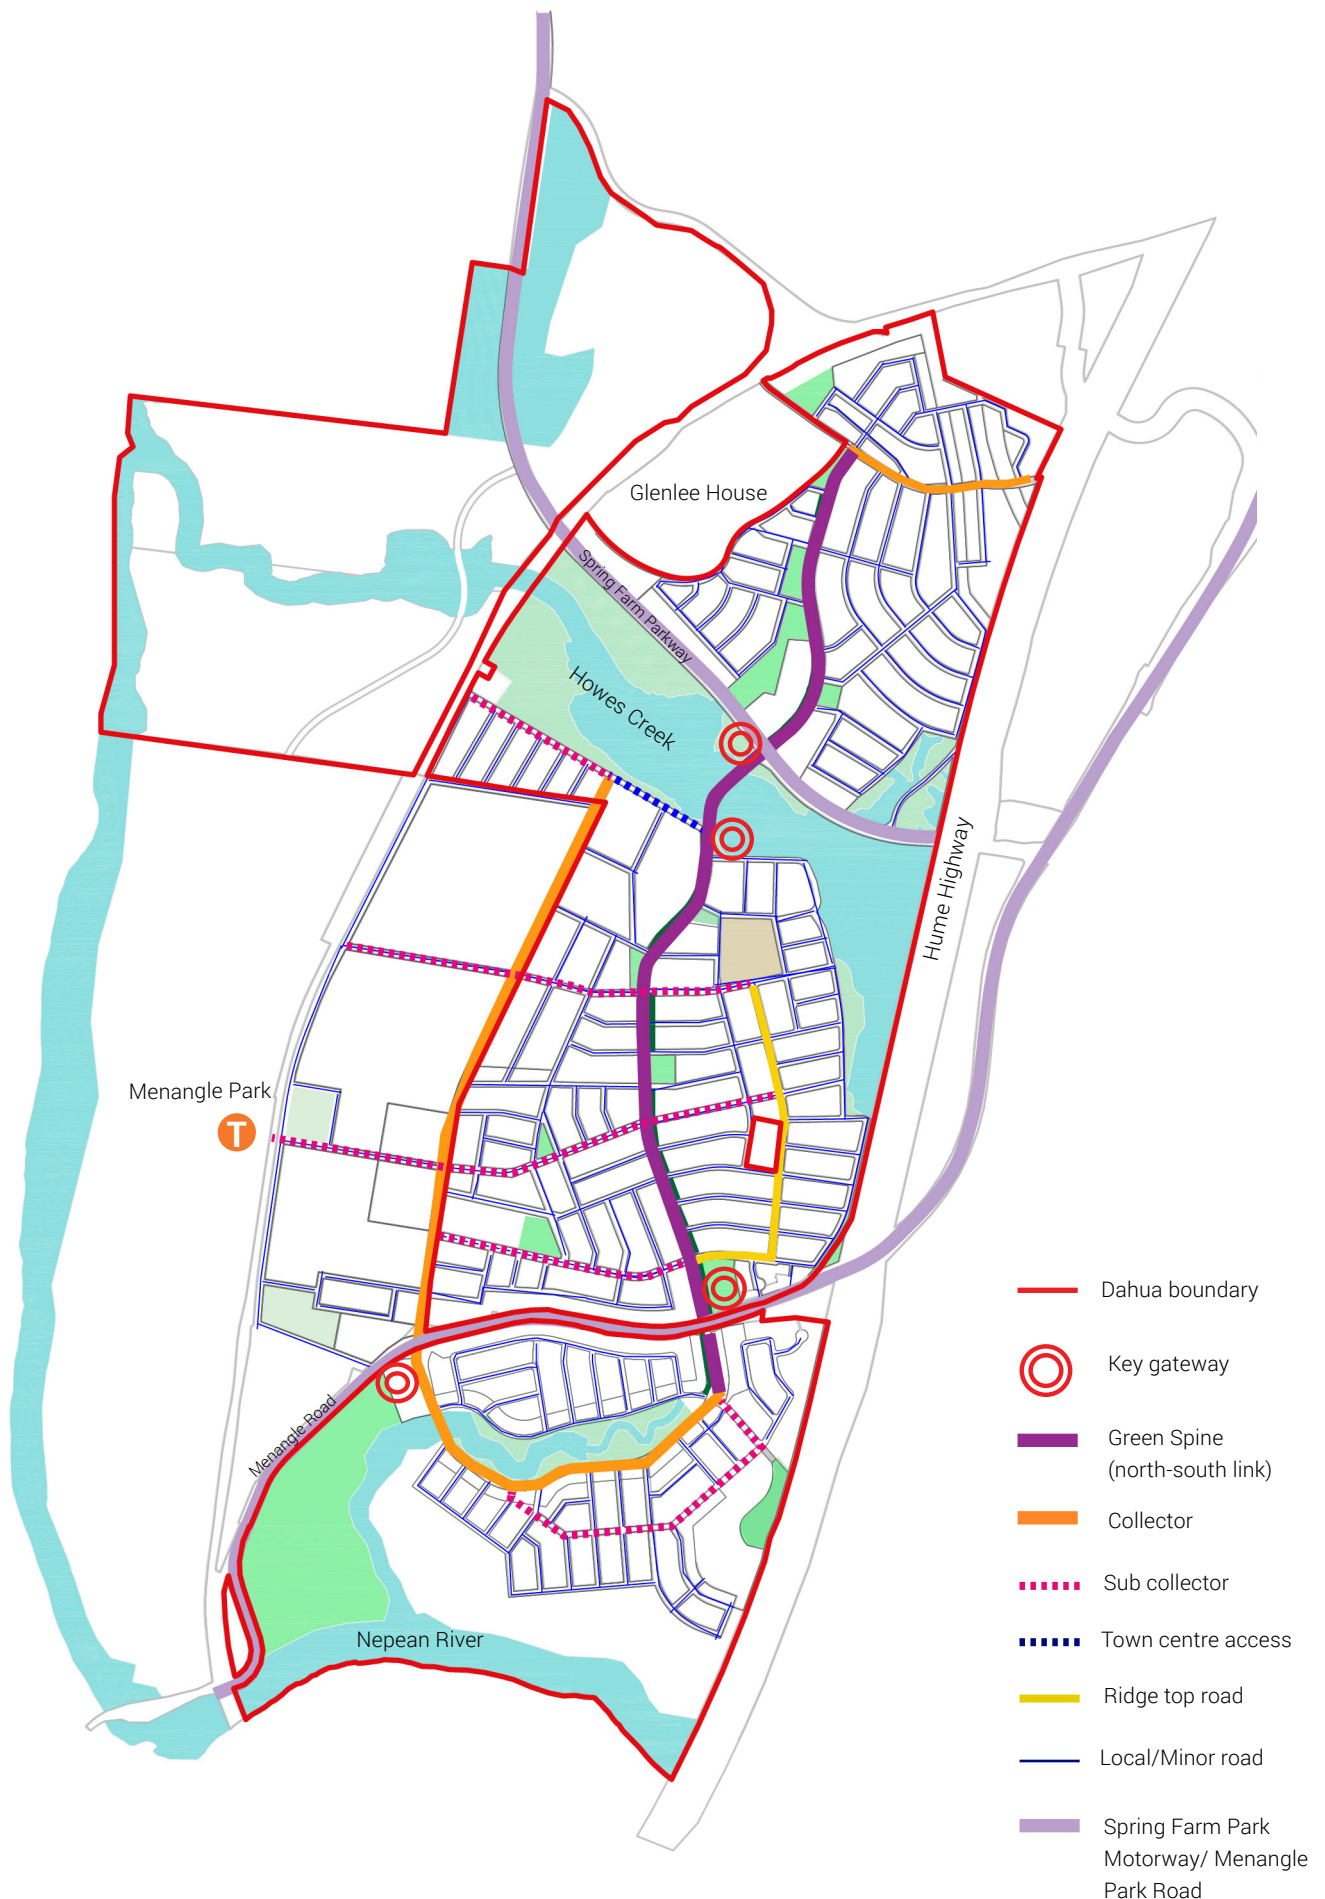 Glenlee House
Spring Farm Parkway
Howes Creek
Hume Highway
Menangle Park
T
Menangle Road
Nepean River
Dahua boundary
Key gateway
Green Spine
(north-south link)
Collector
Sub collector
Town centre access
Ridge top road
Local/Minor road
Spring Farm Park
Motorway/ Menangle
Park Road